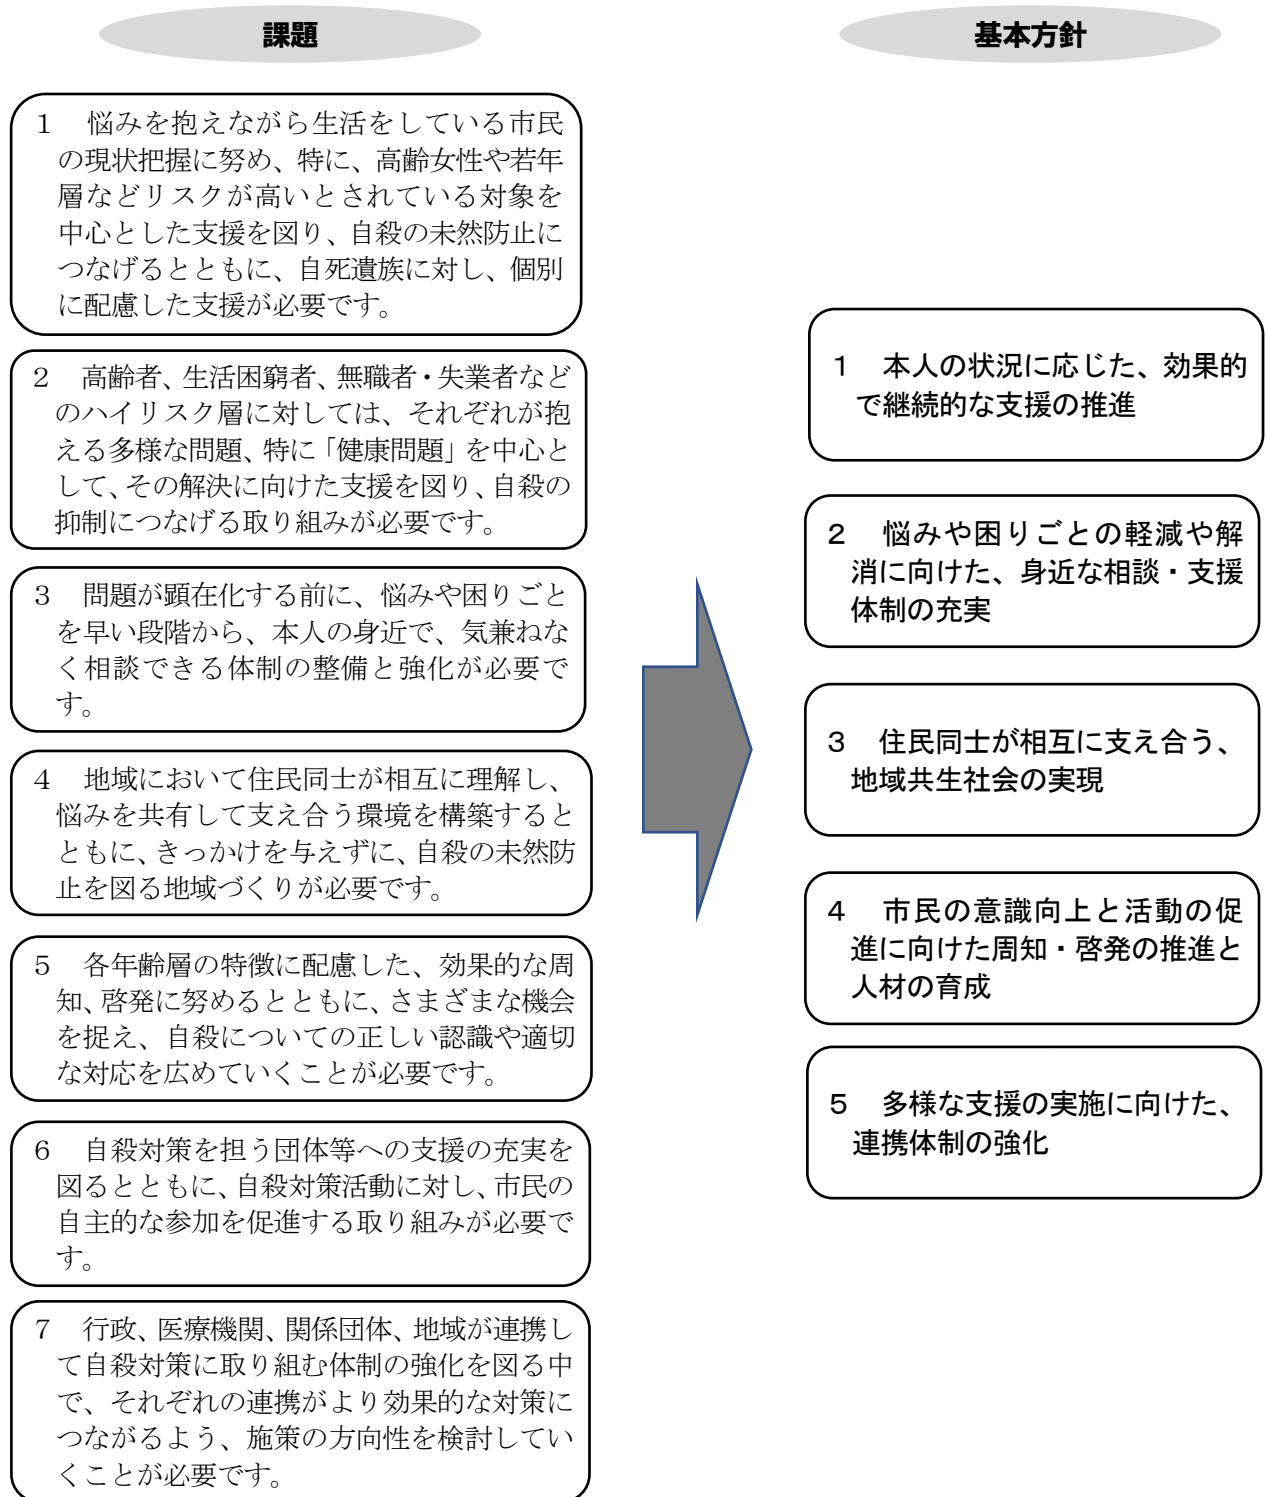 課題
1　悩みを抱えながら生活をしている市民
の現状把握に努め、特に、高齢女性や若年
層などリスクが高いとされている対象を
中心とした支援を図り、自殺の未然防止に
つなげるとともに、自死遺族に対し、個別
に配慮した支援が必要です。
2　高齢者、生活困窮者、無職者・失業者など
のハイリスク層に対しては、それぞれが抱
える多様な問題、特に「健康問題」を中心と
して、その解決に向けた支援を図り、自殺の
抑制につなげる取り組みが必要です。
3　問題が顕在化する前に、悩みや困りごと
を早い段階から、本人の身近で、気兼ねな
く相談できる体制の整備と強化が必要で
す。
4　地域において住民同士が相互に理解し、
悩みを共有して支え合う環境を構築すると
ともに、きっかけを与えずに、自殺の未然防
止を図る地域づくりが必要です。
5　各年齢層の特徴に配慮した、効果的な周
知、啓発に努めるとともに、さまざまな機会
を捉え、自殺についての正しい認識や適切
な対応を広めていくことが必要です。
6　自殺対策を担う団体等への支援の充実を
図るとともに、自殺対策活動に対し、市民の
自主的な参加を促進する取り組みが必要で
す。
7　行政、医療機関、関係団体、地域が連携し
て自殺対策に取り組む体制の強化を図る中
で、それぞれの連携がより効果的な対策に
つながるよう、施策の方向性を検討してい
くことが必要です。
基本方針
1　本人の状況に応じた、効果的
で継続的な支援の推進
2　悩みや困りごとの軽減や解
消に向けた、身近な相談・支援
体制の充実
3　住民同士が相互に支え合う、
地域共生社会の実現
4　市民の意識向上と活動の促
進に向けた周知・啓発の推進と
人材の育成
5　多様な支援の実施に向けた、
連携体制の強化